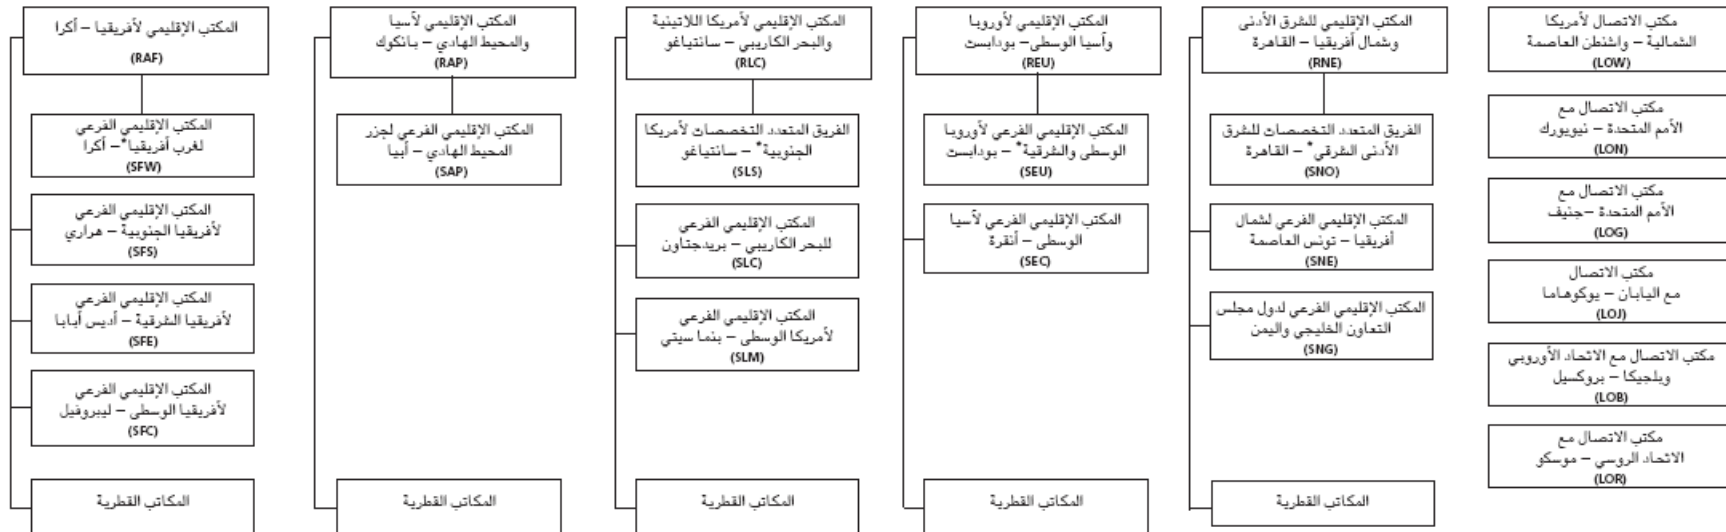 المكتب الإقليمي لأفريقيا – أكرا
(RAF)
المكتب الإقليمي الفرعي
لغرب أفريقيا* – أكرا
(SFW)
المكتب الإقليمي الفرعي
لأفريقيا الجنوبية – هراري
(SFS)
المكتب الإقليمي الفرعي
لأفريقيا الشرقية – أديس أبابا
(SFE)
المكتب الإقليمي الفرعي
لأفريقيا الوسطى – ليبروفيل
(SFC)
المكاتب القطرية
المكتب الإقليمي لآسيا
والمحيط الهادي – بانكوك
(RAP)
المكتب الإقليمي الفرعي لجزر
المحيط الهادي – أبيا
(SAP)
المكاتب القطرية
المكتب الإقليمي لأمريكا اللاتينية
والبحر الكاريبي – سانتياغو
(RLC)
الفريق المتعدد التخصصات لأمريكا
الجنوبية* – سانتياغو
(SLS)
المكتب الإقليمي الفرعي
للبحر الكاريبي – بريدجتاون
(SLC)
المكتب الإقليمي الفرعي
لأمريكا الوسطى – بنما سيتي
(SLM)
المكاتب القطرية
المكتب الإقليمي لأوروبا
وآسيا الوسطى – بودابست
(REU)
المكتب الإقليمي الفرعي لأوروبا
الوسطى والشرقية* – بودابست
(SEU)
المكتب الإقليمي الفرعي لآسيا
الوسطى – أنقرة
(SEC)
المكاتب القطرية
المكتب الإقليمي للشرق الأدنى
وشمال أفريقيا – القاهرة
(RNE)
الفريق المتعدد التخصصات للشرق
الأدنى الشرقي* – القاهرة
(SNO)
المكتب الإقليمي الفرعي لشمال
أفريقيا – تونس العاصمة
(SNE)
المكتب الإقليمي الفرعي لدول مجلس
التعاون الخليجي واليمن
(SNG)
المكاتب القطرية
مكتب الاتصال لأمريكا
الشمالية – واشنطن العاصمة
(LOW)
مكتب الاتصال مع
الأمم المتحدة – نيويورك
(LON)
مكتب الاتصال مع
الأمم المتحدة –جنيف
(LOG)
مكتب الاتصال
مع اليابان – يوكوهاما
(LOJ)
مكتب الاتصال مع الاتحاد الأوروبي
وبلجيكا – بروكسيل
(LOB)
مكتب الاتصال مع
الاتحاد الروسي – موسكو
(LOR)